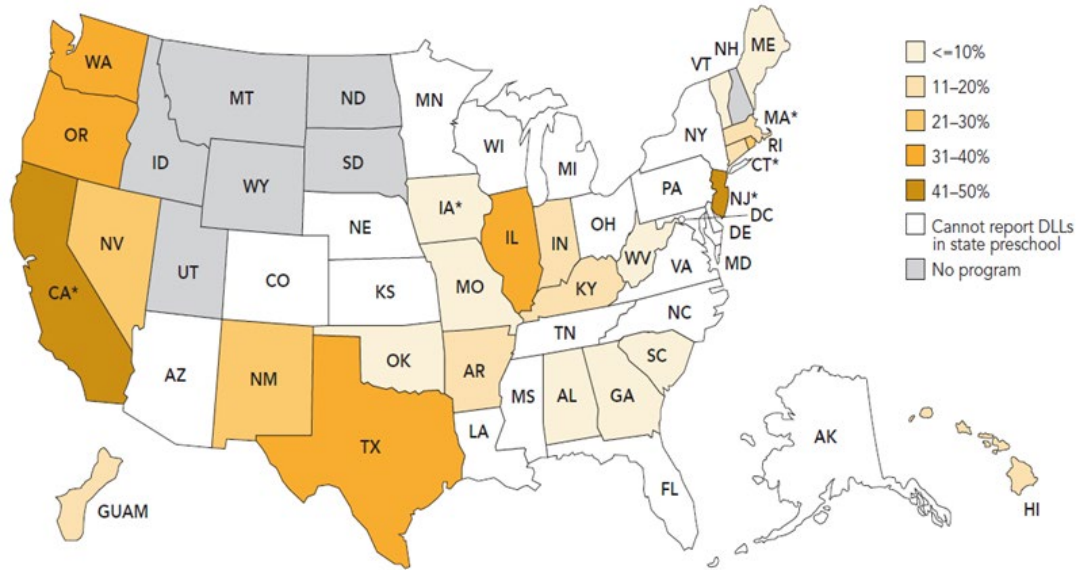 WA
OR
CA*
NV
ID
MT
WY
UT
AZ
NM
CO
ND
SD
NE
KS
OK
TX
MN
IA*
MO
AR
LA
WI
IL
MI
IN
OH
KY
TN
MS
AL
GA
FL
SC
NC
VA
WV
PA
NY
VT
NH
ME
MA*
RI
CT*
NJ*
DC
DE
MD
AK
HI
GUAM
<=10%
11–20%
21–30%
31–40%
41–50%
Cannot report DLLs
in state preschool
No program